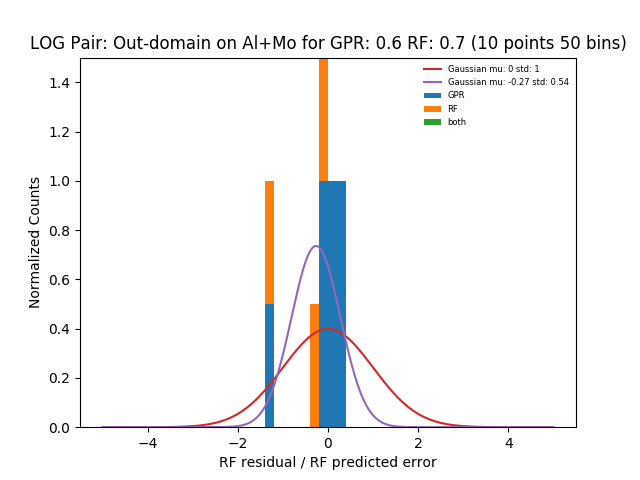 LOG Pair: Out-domain on Al+Mo for GPR: 0.6 RF: 0.7 (10 points 50 bins)
Gaussian mu: 0 std: 1
Gaussian mu: -0.27 std: 0.54
GPR
RF
both
1.4
1.2
1.0
0.8
0.6
0.4
0.2
0.0
Normalized Counts
−4 −2 0 2 4
RF residual / RF predicted error